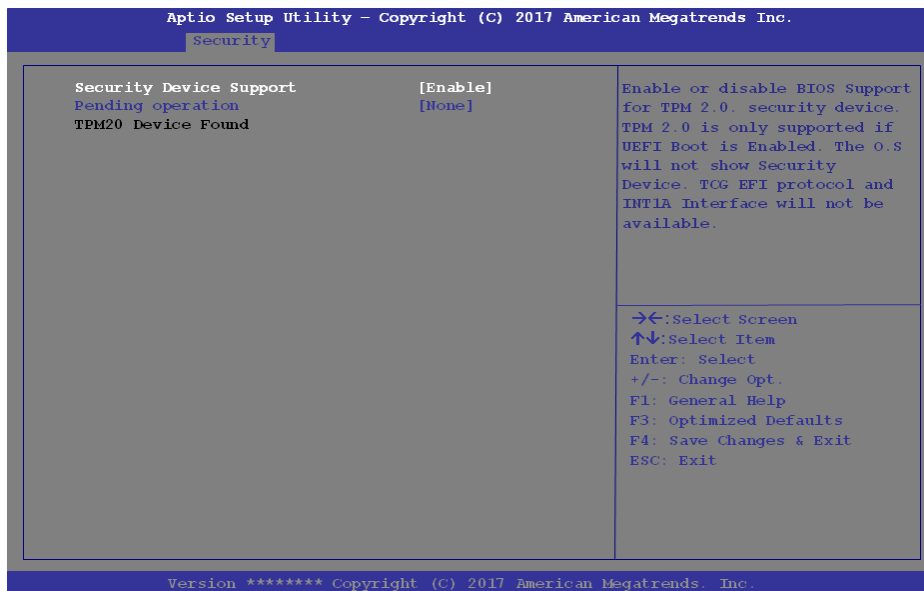 Aptio Setup Utility – Copyright (C) 2017 American Megatrends Inc.
Security
Security Device Support [Enable]
Pending operation [None]
TPM20 Device Found
Enable or disable BIOS Support
for TPM 2.0. security device.
TPM 2.0 is only supported if
UEFI Boot is Enabled. The O.S
will not show Security
Device. TCG EFI protocol and
INT1A Interface will not be
available.
→←:Select Screen
↑↓:Select Item
Enter: Select
+/-: Change Opt.
F1: General Help
F3: Optimized Defaults
F4: Save Changes & Exit
ESC: Exit
Version ******** Copyright (C) 2017 American Megatrends. Inc.